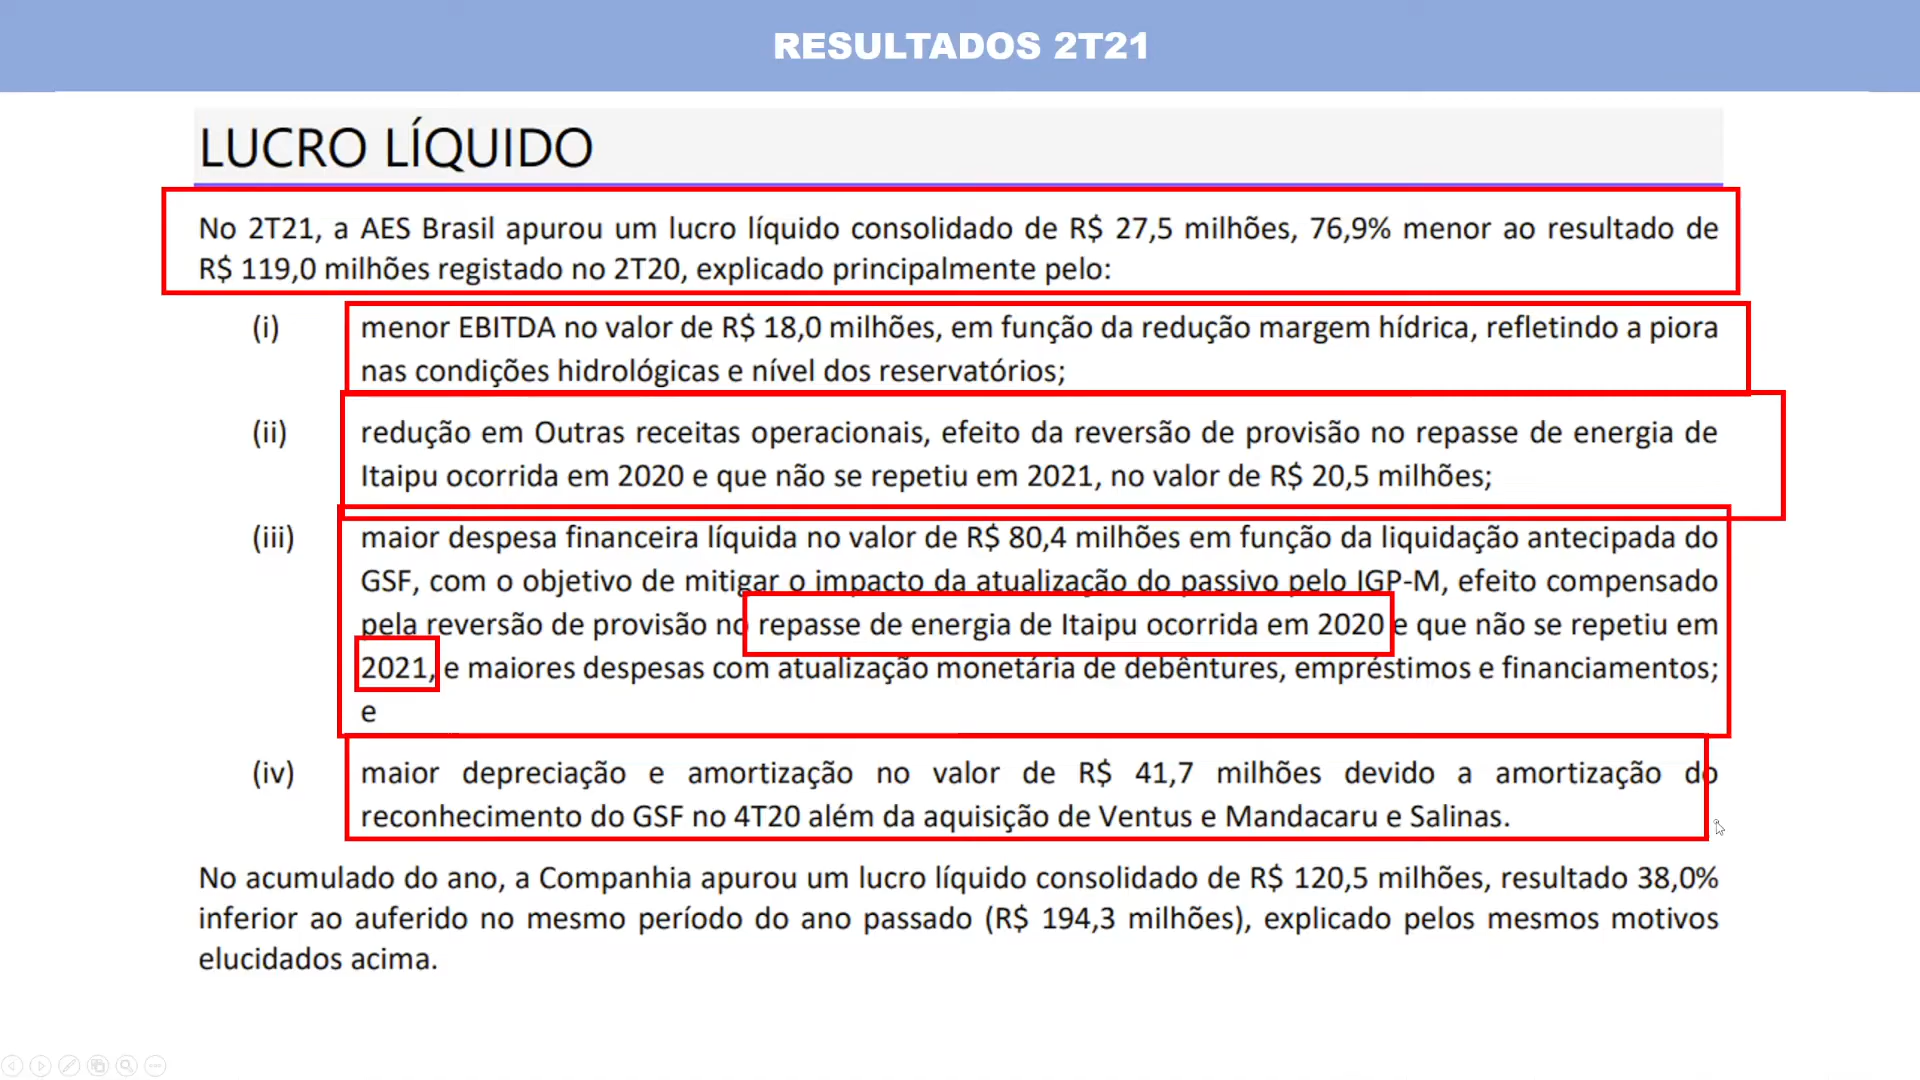 RESULTADOS 2T21
LUCRO LÍQUIDO
No 2T21, a AES Brasil apurou um lucro líquido consolidado de R$ 27,5 milhões, 76,9% menor ao resultado de
R$ 119,0 milhões registado no 2T20, explicado principalmente pelo:
(i) menor EBITDA no valor de R$ 18,0 milhões, em função da redução margem hídrica, refletindo a piora
nas condições hidrológicas e nível dos reservatórios;
(ii) redução em Outras receitas operacionais, efeito da reversão de provisão no repasse de energia de
Itaipu ocorrida em 2020 e que não se repetiu em 2021, no valor de R$ 20,5 milhões;
(iii) maior despesa financeira líquida no valor de R$ 80,4 milhões em função da liquidação antecipada do
GSF, com o objetivo de mitigar o impacto da atualização do passivo pelo IGP-M, efeito compensado
pela reversão de provisão no repasse de energia de Itaipu ocorrida em 2020 e que não se repetiu em
2021, e maiores despesas com atualização monetária de debêntures, empréstimos e financiamentos;
e
(iv) maior depreciação e amortização no valor de R$ 41,7 milhões devido a amortização do
reconhecimento do GSF no 4T20 além da aquisição de Ventus e Mandacaru e Salinas.
No acumulado do ano, a Companhia apurou um lucro líquido consolidado de R$ 120,5 milhões, resultado 38,0%
inferior ao auferido no mesmo período do ano passado (R$ 194,3 milhões), explicado pelos mesmos motivos
elucidados acima.